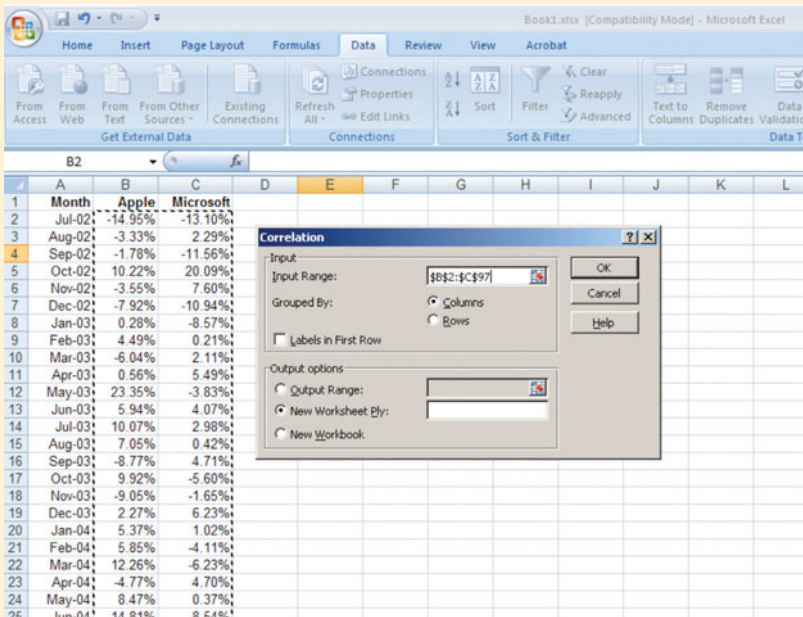 Book1.xlsx [Compatibility Mode] - Microsoft Excel
Home Insert Page Layout Formulas Data Review View Acrobat
From Access
From Web
From Text
From Other Sources
Existing Connections
Get External Data
Refresh All
Connections
Properties
Edit Links
Connections
Sort
Filter
Clear
Reapply
Advanced
Sort & Filter
Text to Columns
Remove Duplicates
Data
B2 fx
A B C D E F G H I J K L
1 Month Apple Microsoft
2 Jul-02 -14.95% -13.10%
3 Aug-02 -3.33% 2.29%
4 Sep-02 -1.78% -11.56%
5 Oct-02 10.22% 20.09%
6 Nov-02 -3.55% 7.60%
7 Dec-02 -7.92% -10.94%
8 Jan-03 0.28% -8.57%
9 Feb-03 4.49% 0.21%
10 Mar-03 -6.04% 2.11%
11 Apr-03 0.56% 5.49%
12 May-03 23.35% -3.83%
13 Jun-03 5.94% 4.07%
14 Jul-03 10.07% 2.98%
15 Aug-03 7.05% 0.42%
16 Sep-03 -8.77% 4.71%
17 Oct-03 9.92% -5.60%
18 Nov-03 -9.05% -1.65%
19 Dec-03 2.27% 6.23%
20 Jan-04 5.37% 1.02%
21 Feb-04 5.85% -4.11%
22 Mar-04 12.26% -6.23%
23 Apr-04 -4.77% 4.70%
24 May-04 8.47% 0.37%
25 Jun-04 14.81% 8.54%
Correlation
Input
Input Range: $B$2:$C$97
Grouped By: Columns
Rows
Labels in First Row
Output options
Output Range:
New Worksheet Ply:
New Workbook
OK
Cancel
Help